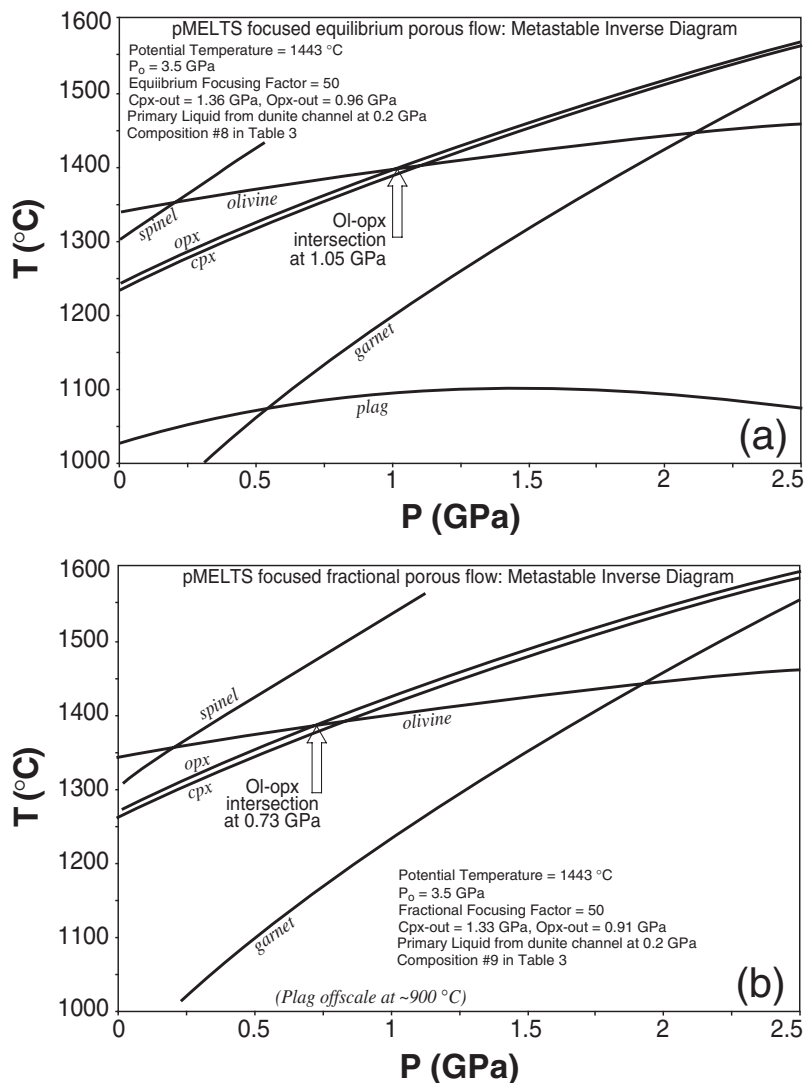 pMELTS focused equilibrium porous flow: Metastable Inverse Diagram
Potential Temperature = 1443 °C
Po = 3.5 GPa
Equiibrium Focusing Factor = 50
Cpx-out = 1.36 GPa, Opx-out = 0.96 GPa
Primary Liquid from dunite channel at 0.2 GPa
Composition #8 in Table 3
1600
1500
1400
1300
1200
1100
1000
T (°C)
spinel
olivine
opx
cpx
Ol-opx
intersection
at 1.05 GPa
garnet
plag
(a)
0 0.5 1 1.5 2 2.5
P (GPa)
pMELTS focused fractional porous flow: Metastable Inverse Diagram
1600
1500
1400
1300
1200
1100
1000
T (°C)
spinel
olivine
opx
cpx
Ol-opx
intersection
at 0.73 GPa
garnet
Potential Temperature = 1443 °C
Po = 3.5 GPa
Fractional Focusing Factor = 50
Cpx-out = 1.33 GPa, Opx-out = 0.91 GPa
Primary Liquid from dunite channel at 0.2 GPa
Composition #9 in Table 3
(Plag offscale at ~900 °C)
(b)
0 0.5 1 1.5 2 2.5
P (GPa)